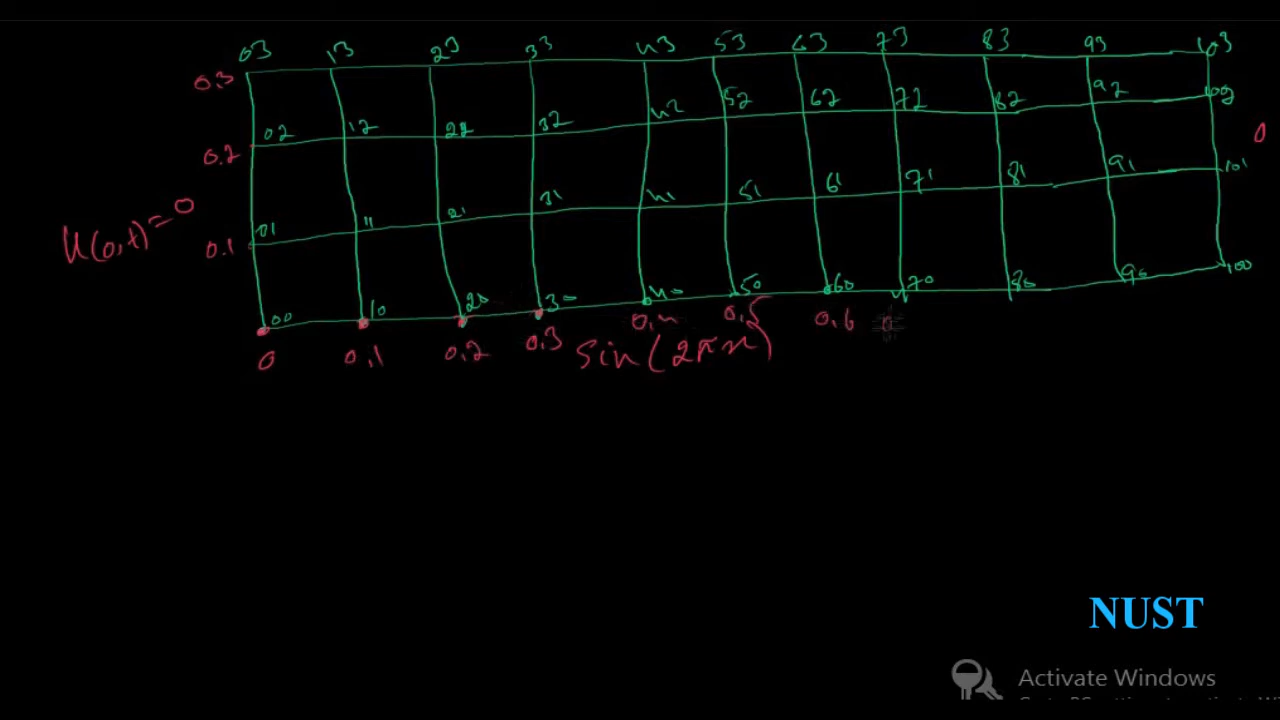 03 13 23 33 43 53 63 73 83 93 103
0.3
02 12 22 32 42 52 62 72 82 92 102
0.2
0
01 11 21 31 41 51 61 71 81 91 101
U(0,t)=0
0.1
00 10 20 30 40 50 60 70 80 90 100
0 0.1 0.2 0.3 0.4 0.5 0.6
sin(2πx)
NUST
Activate Windows